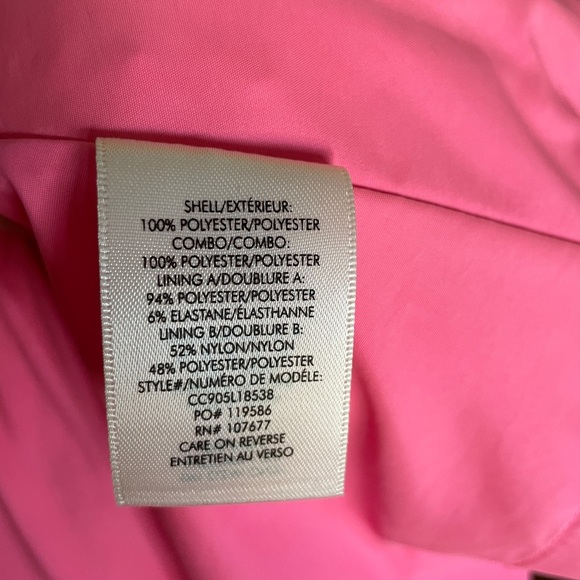 SHELL/EXTÉRIEUR:
100% POLYESTER/POLYESTER
COMBO/COMBO:
100% POLYESTER/POLYESTER
LINING A/DOUBLURE A:
94% POLYESTER/POLYESTER
6% ELASTANE/ÉLASTHANNE
LINING B/DOUBLURE B:
52% NYLON/NYLON
48% POLYESTER/POLYESTER
STYLE#/NUMÉRO DE MODÉLE:
CC905L18538
PO# 119586
RN# 107677
CARE ON REVERSE
ENTRETIEN AU VERSO